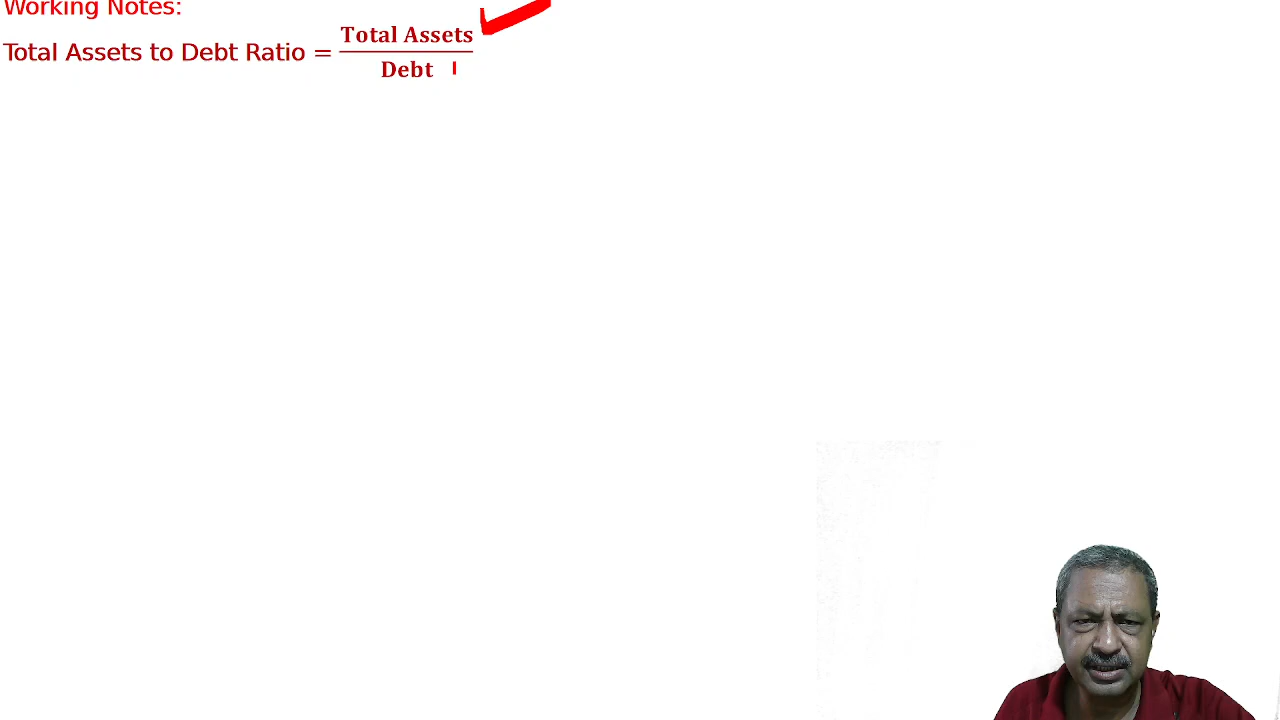 Working Notes:
Total Assets to Debt Ratio = Total Assets
Debt